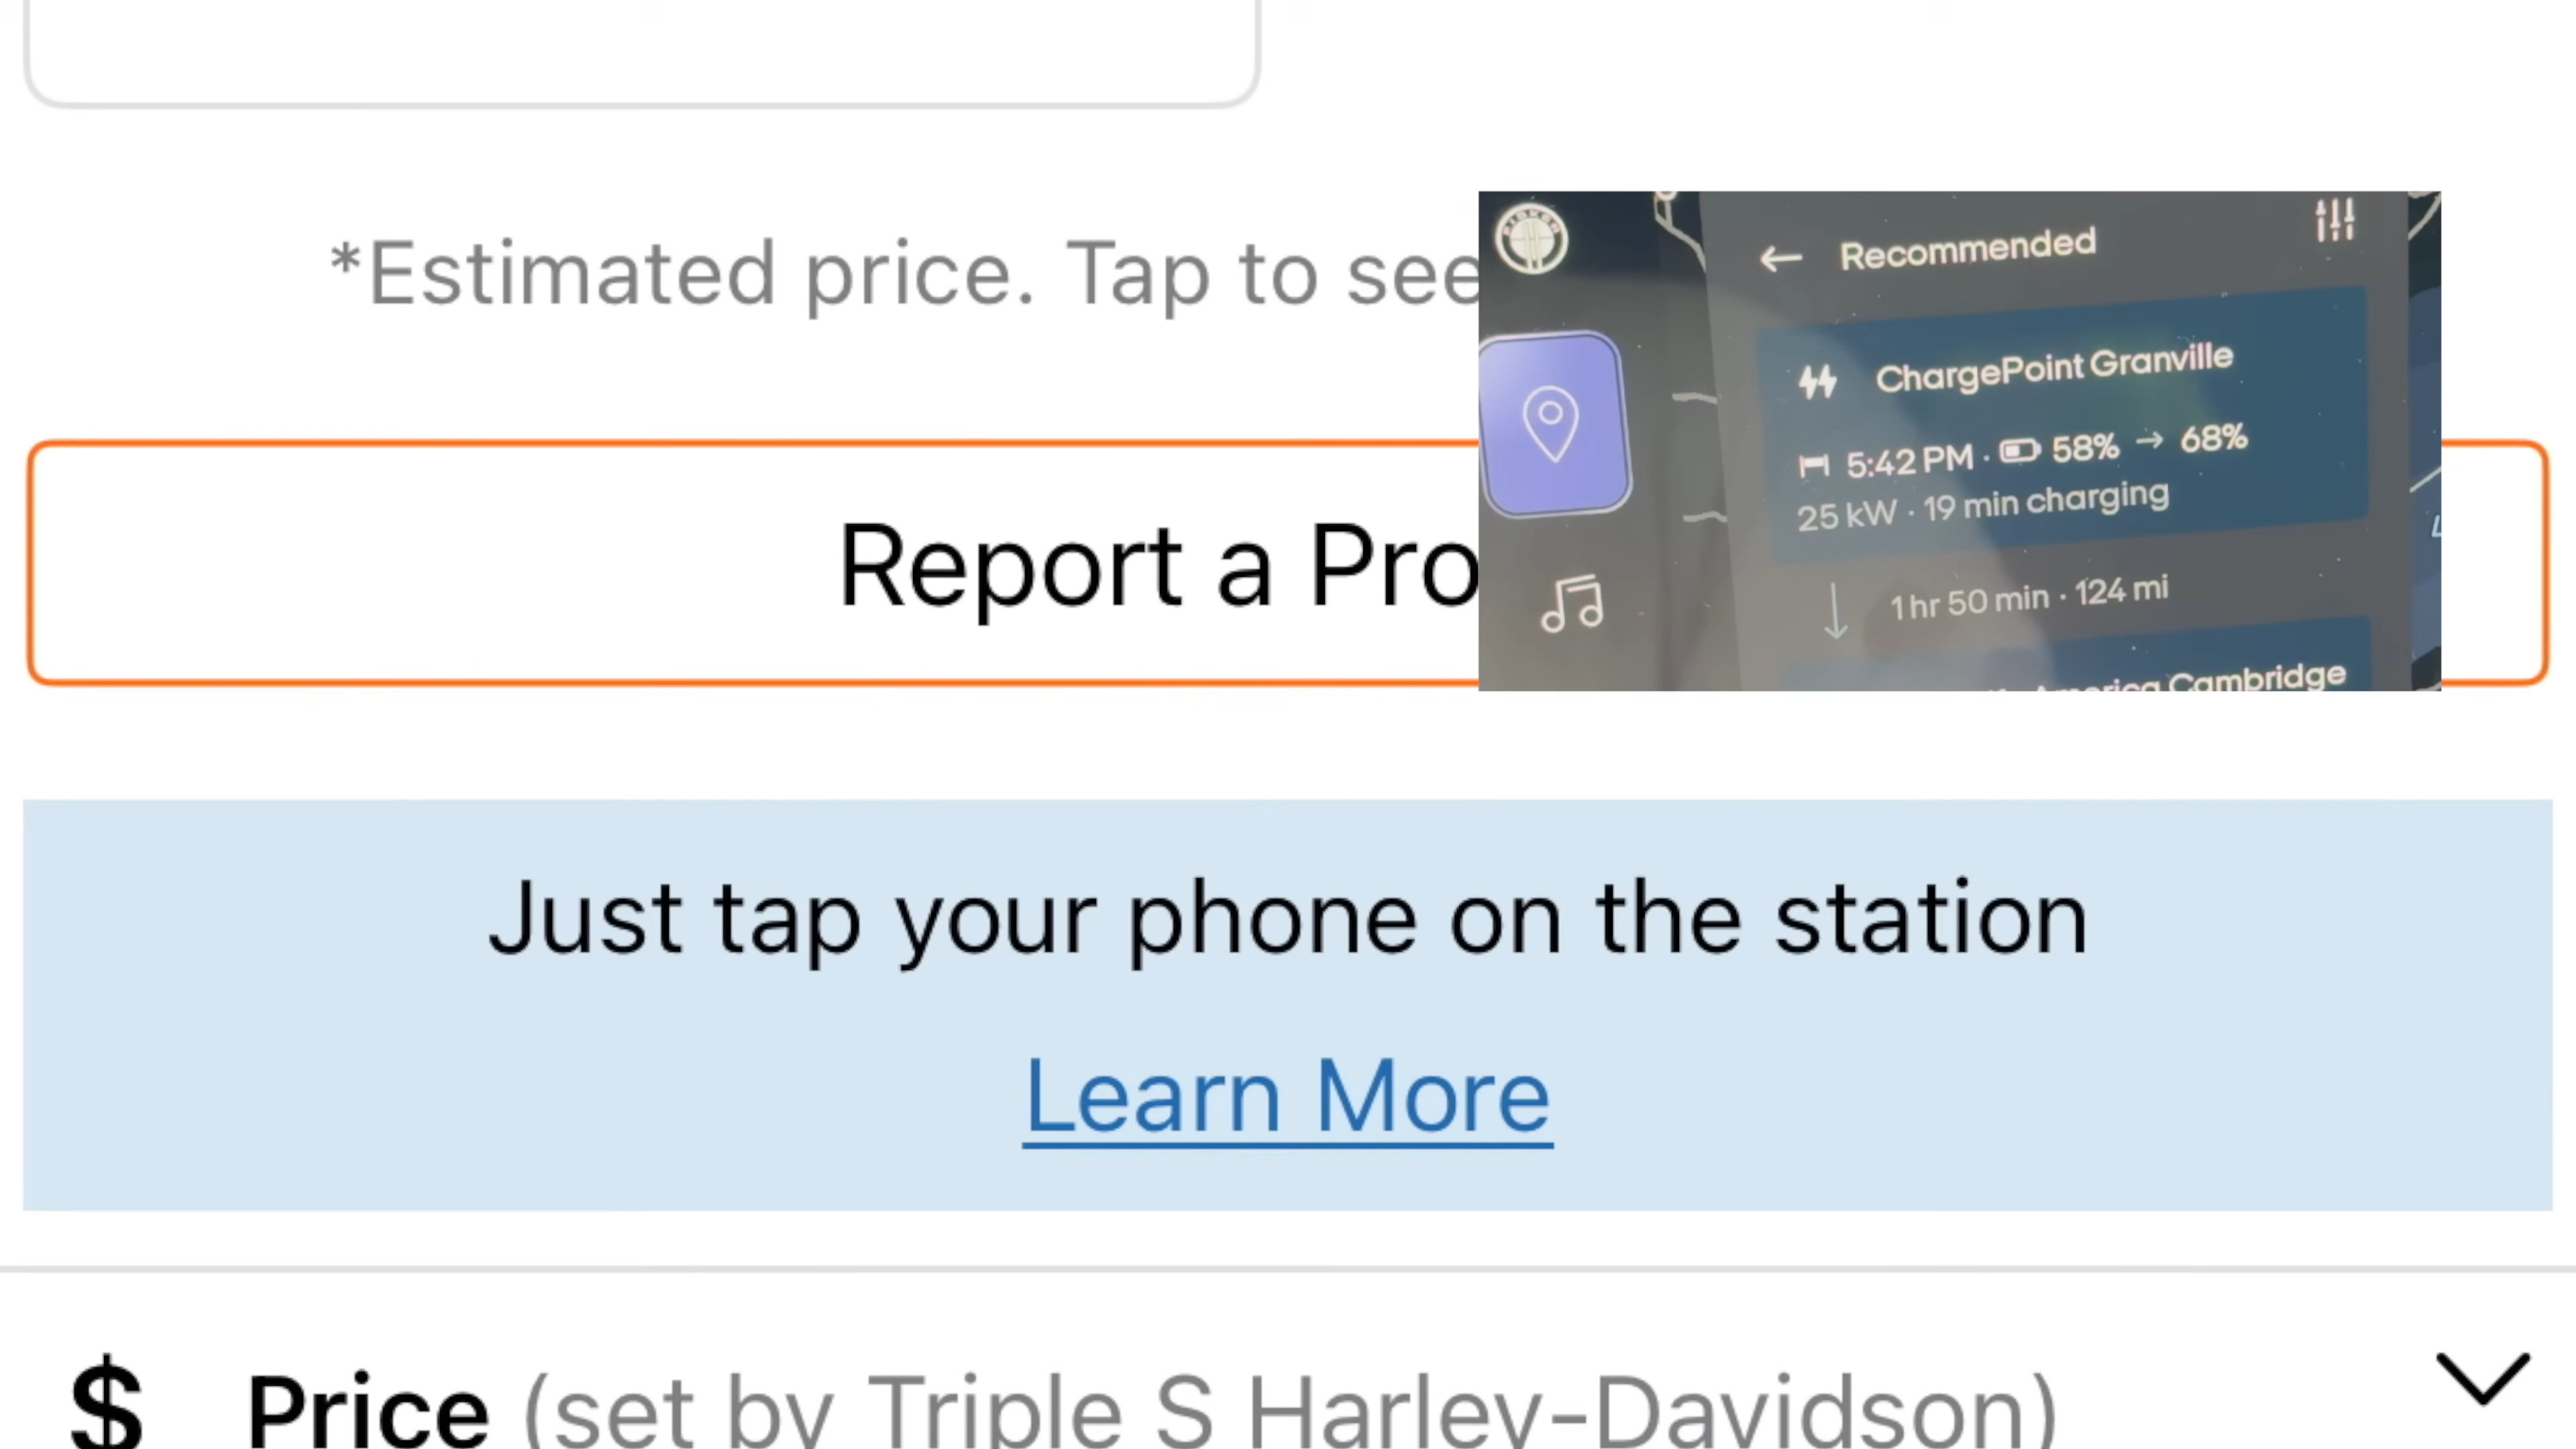 *Estimated price. Tap to see
Report a Pro
Just tap your phone on the station
Learn More
$ Price (set by Triple S Harley-Davidson)
FISKER
← Recommended
ChargePoint Granville
5:42 PM · 58% → 68%
25 kW · 19 min charging
↓ 1 hr 50 min · 124 mi
America Cambridge